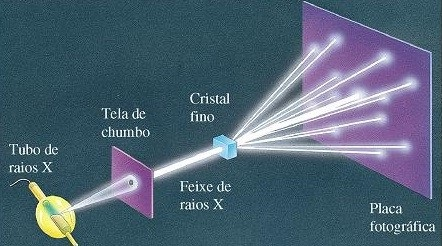 Tubo de
raios X
Tela de
chumbo
Cristal
fino
Feixe de
raios X
Placa
fotográfica